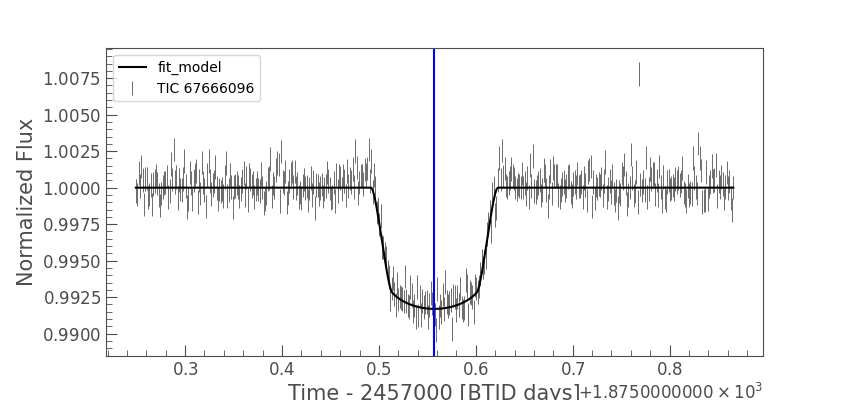 fit_model
TIC 67666096
1.0075
1.0050
1.0025
1.0000
0.9975
0.9950
0.9925
0.9900
Normalized Flux
0.3 0.4 0.5 0.6 0.7 0.8
Time - 2457000 [BTJD days]
+1.8750000000 × 10³